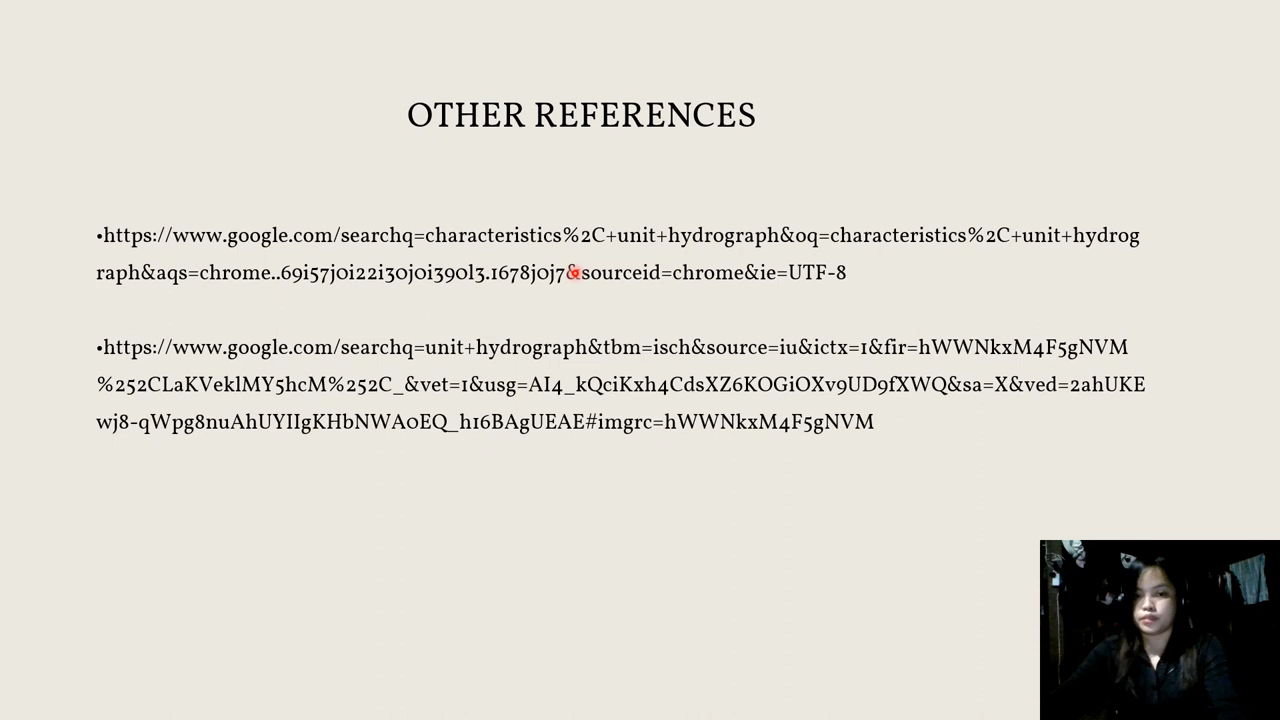 OTHER REFERENCES
•https://www.google.com/searchq=characteristics%2C+unit+hydrograph&oq=characteristics%2C+unit+hydrog
raph&aqs=chrome..69i57j0i22i30j0i390l3.1678j0j7&sourceid=chrome&ie=UTF-8
•https://www.google.com/searchq=unit+hydrograph&tbm=isch&source=iu&ictx=1&fir=hWWNkxM4F5gNVM
%252CLaKVeklMY5hcM%252C_&vet=1&usg=AI4_kQciKxh4CdsXZ6KOGiOXv9UD9fXWQ&sa=X&ved=2ahUKE
wj8-qWpg8nuAhUYIIgKHbNWA0EQ_h16BAgUEAE#imgrc=hWWNkxM4F5gNVM